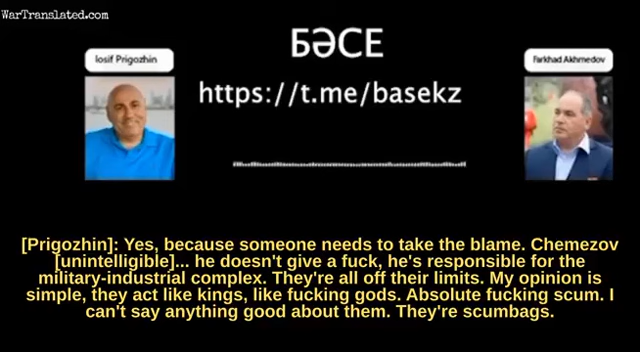 WarTranslated.com
БӘСЕ
Iosif Prigozhin
Farkhad Akhmedov
https://t.me/basekz
[Prigozhin]: Yes, because someone needs to take the blame. Chemezov
[unintelligible]... he doesn't give a fuck, he's responsible for the
military-industrial complex. They're all off their limits. My opinion is
simple, they act like kings, like fucking gods. Absolute fucking scum. I
can't say anything good about them. They're scumbags.